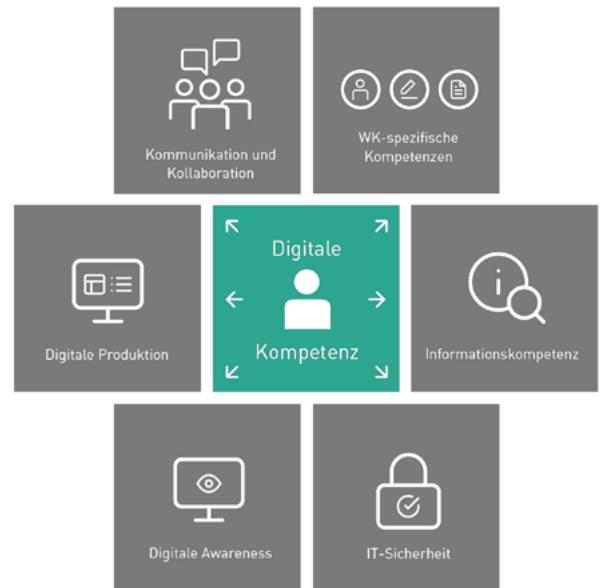 Kommunikation und
Kollaboration
WK-spezifische
Kompetenzen
Digitale Produktion
Digitale
Kompetenz
Informationskompetenz
Digitale Awareness
IT-Sicherheit